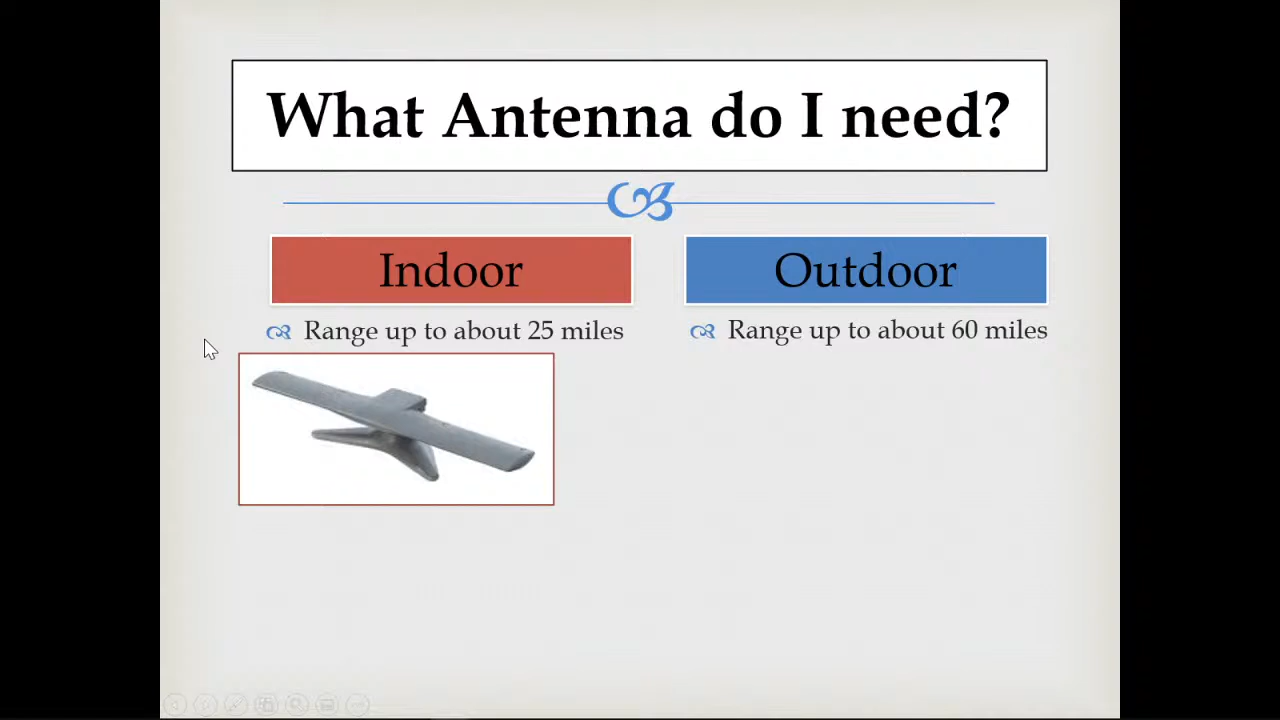 What Antenna do I need?
Indoor
Outdoor
Range up to about 25 miles
Range up to about 60 miles